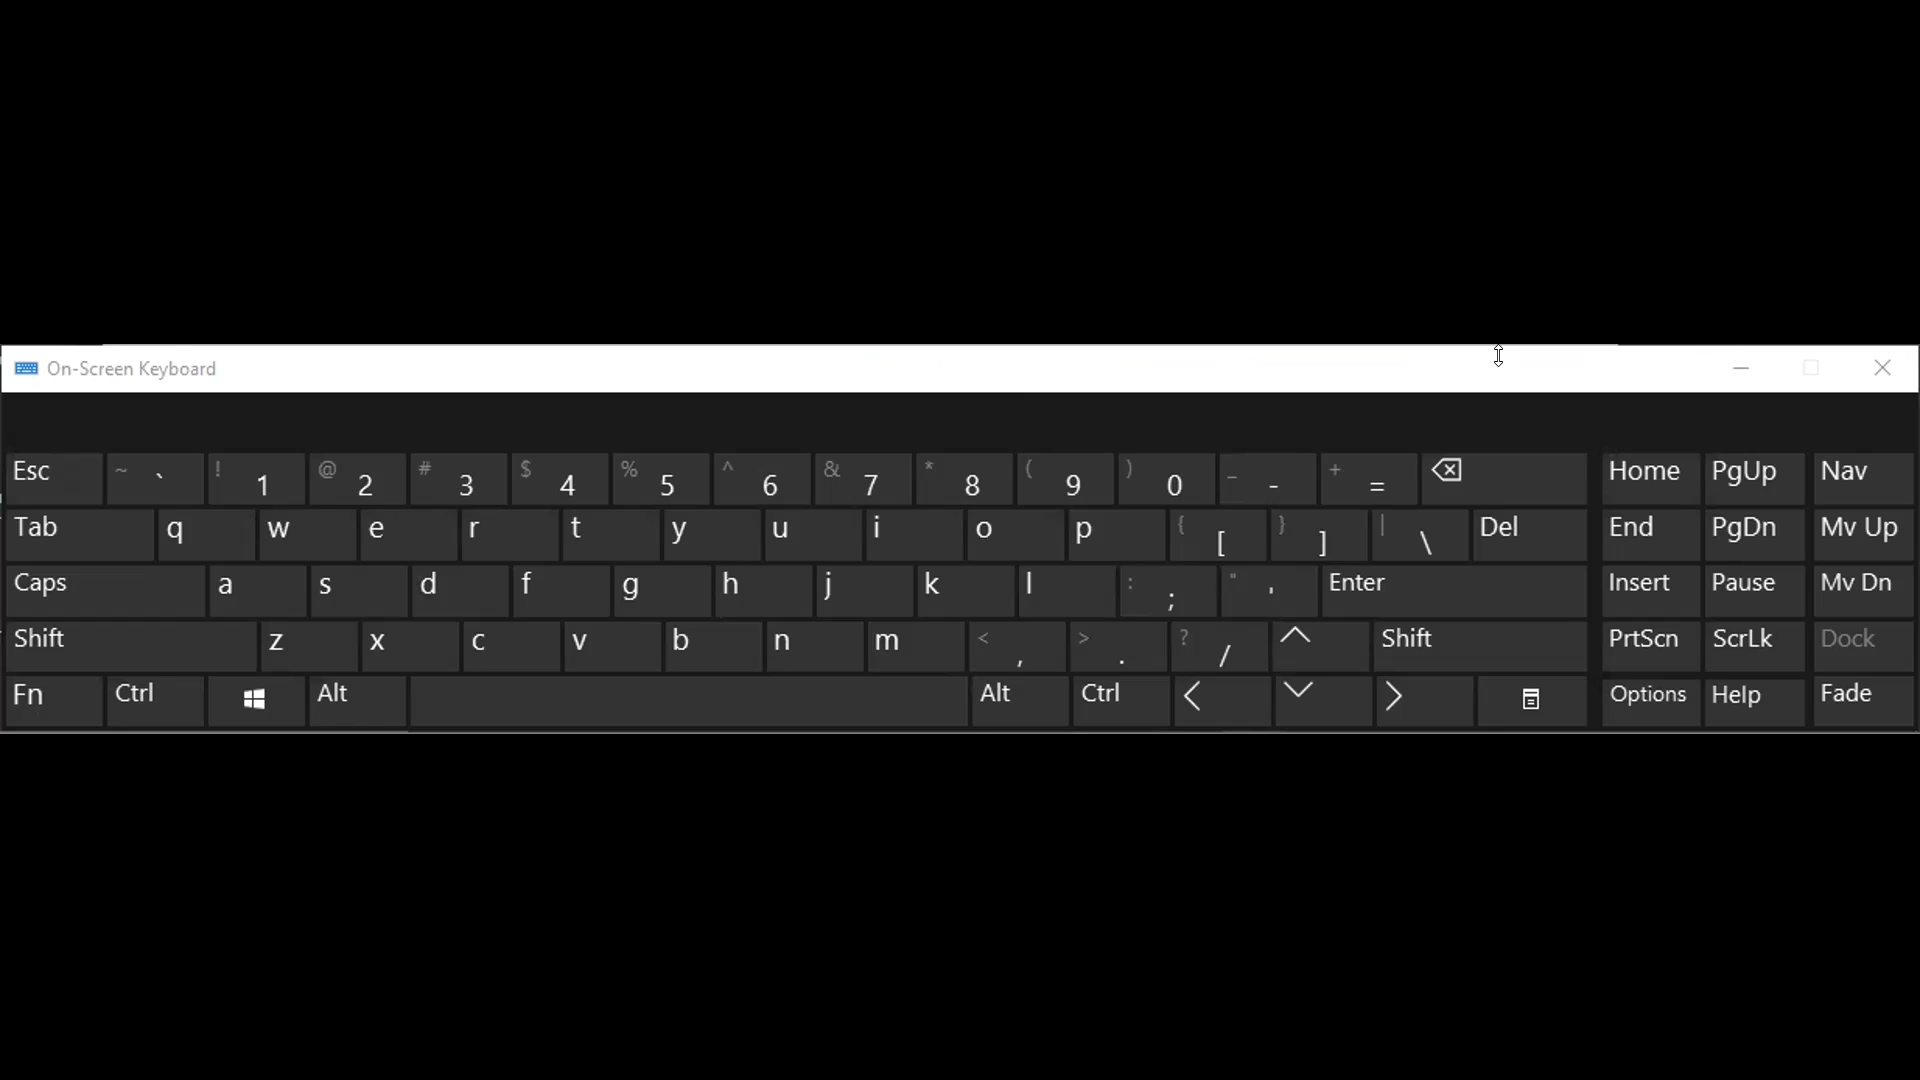 On-Screen Keyboard
Esc ~ ` ! 1 @ 2 # 3 $ 4 % 5 ^ 6 & 7 * 8 ( 9 ) 0 _ - + = Home PgUp Nav
Tab q w e r t y u i o p { [ } ] | \ Del End PgDn Mv Up
Caps a s d f g h j k l : ; " ' Enter Insert Pause Mv Dn
Shift z x c v b n m < , > . ? / Shift PrtScn ScrLk Dock
Fn Ctrl Alt Alt Ctrl Options Help Fade